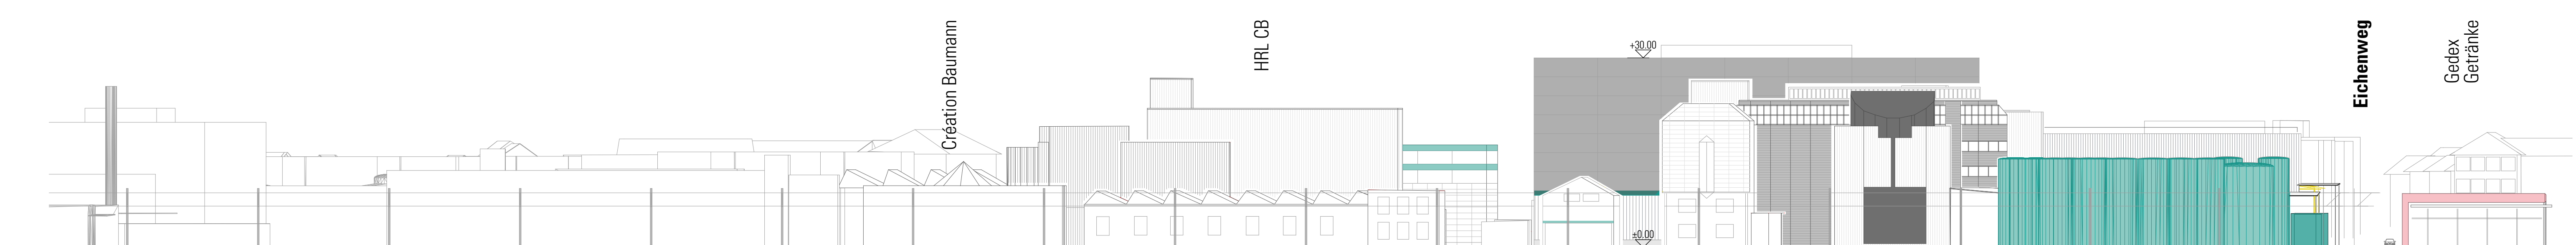 Création Baumann
HRL CB
+30.00
±0.00
Eichenweg
Gedex
Getränke